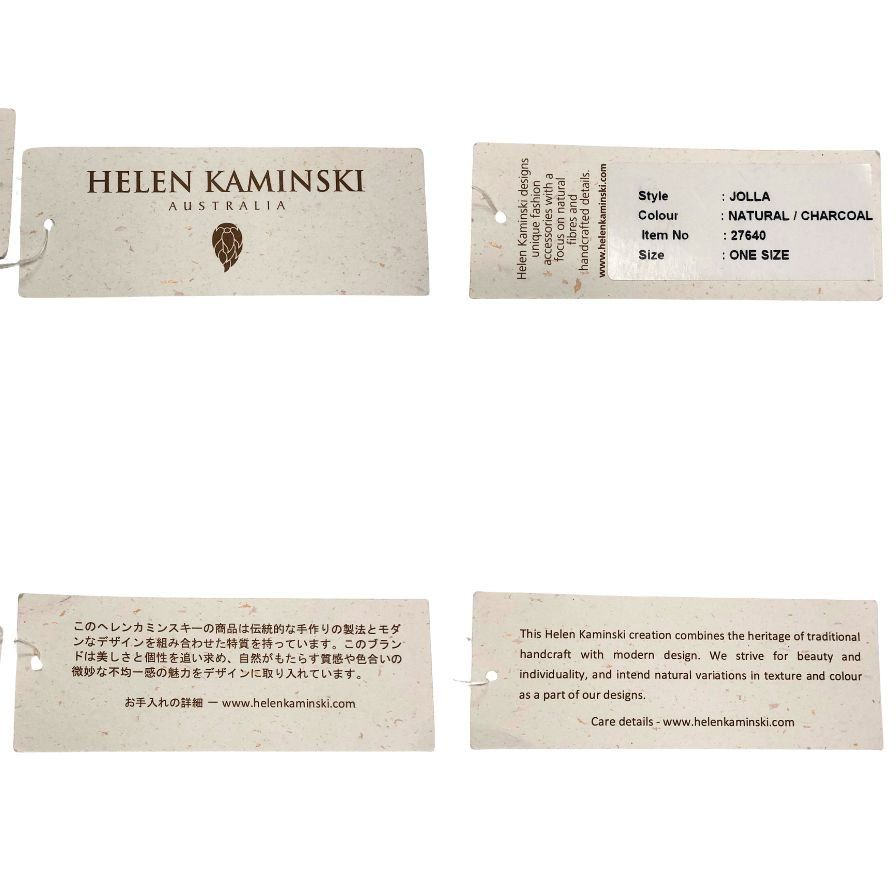 HELEN KAMINSKI
AUSTRALIA
Helen Kaminski designs
unique fashion
accessories with a
focus on natural
fibres and
handcrafted details.
www.helenkaminski.com
Style : JOLLA
Colour : NATURAL / CHARCOAL
Item No : 27640
Size : ONE SIZE
このヘレンカミンスキーの商品は伝統的な手作りの製法とモダ
ンなデザインを組み合わせた特質を持っています。このブラン
ドは美しさと個性を追い求め、自然がもたらす質感や色合いの
微妙な不均一感の魅力をデザインに取り入れています。
お手入れの詳細 ー www.helenkaminski.com
This Helen Kaminski creation combines the heritage of traditional
handcraft with modern design. We strive for beauty and
individuality, and intend natural variations in texture and colour
as a part of our designs.
Care details - www.helenkaminski.com